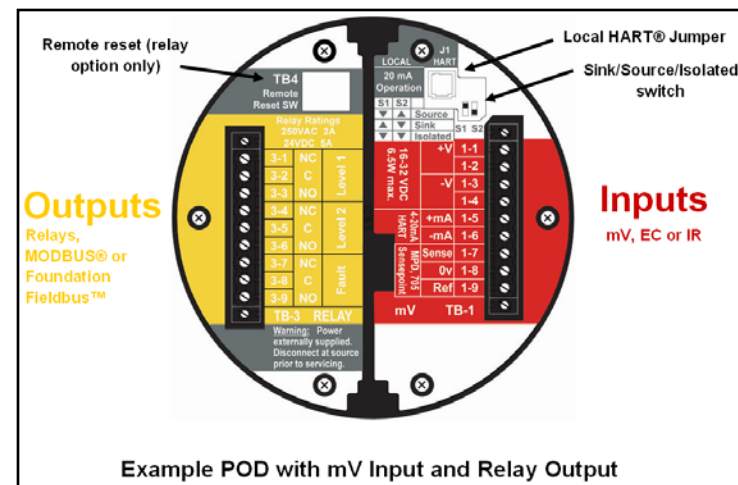 Remote reset (relay
option only)
Local HART® Jumper
Sink/Source/Isolated
switch
TB4
Remote
Reset SW
Relay Ratings
250VAC 2A
24VDC 5A
3-1 NC
3-2 C
3-3 NO
Level 1
3-4 NC
3-5 C
3-6 NO
Level 2
3-7 NC
3-8 C
3-9 NO
Fault
TB-3 RELAY
Warning: Power
externally supplied.
Disconnect at source
prior to servicing.
J1
LOCAL HART
20 mA
Operation
S1 S2
▼ ▼ Source
▲ ▲ Sink
▼ ▼ Isolated
S1 S2
16-32 VDC
6.5W max.
+V 1-1
1-2
-V 1-3
1-4
4-20mA
HART
+mA 1-5
-mA 1-6
MPD, 705
Sensepoint
Sense 1-7
0v 1-8
Ref 1-9
mV TB-1
Outputs
Relays,
MODBUS® or
Foundation
Fieldbus™
Inputs
mV, EC or IR
Example POD with mV Input and Relay Output